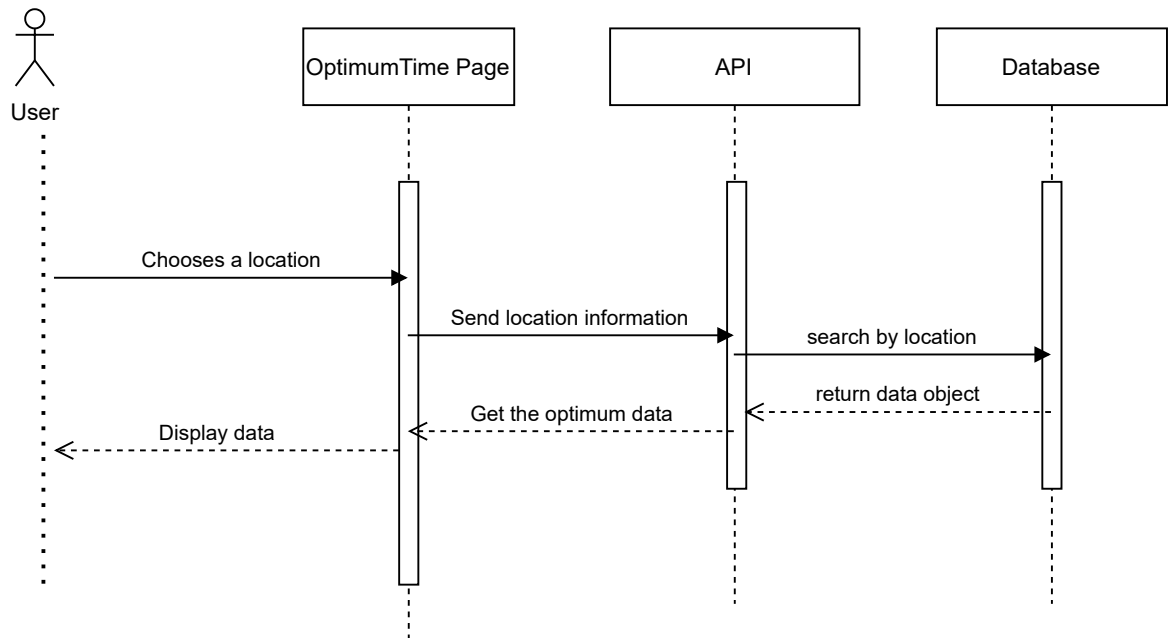 OptimumTime Page
API
Database
User
Chooses a location
Send location information
search by location
return data object
Get the optimum data
Display data